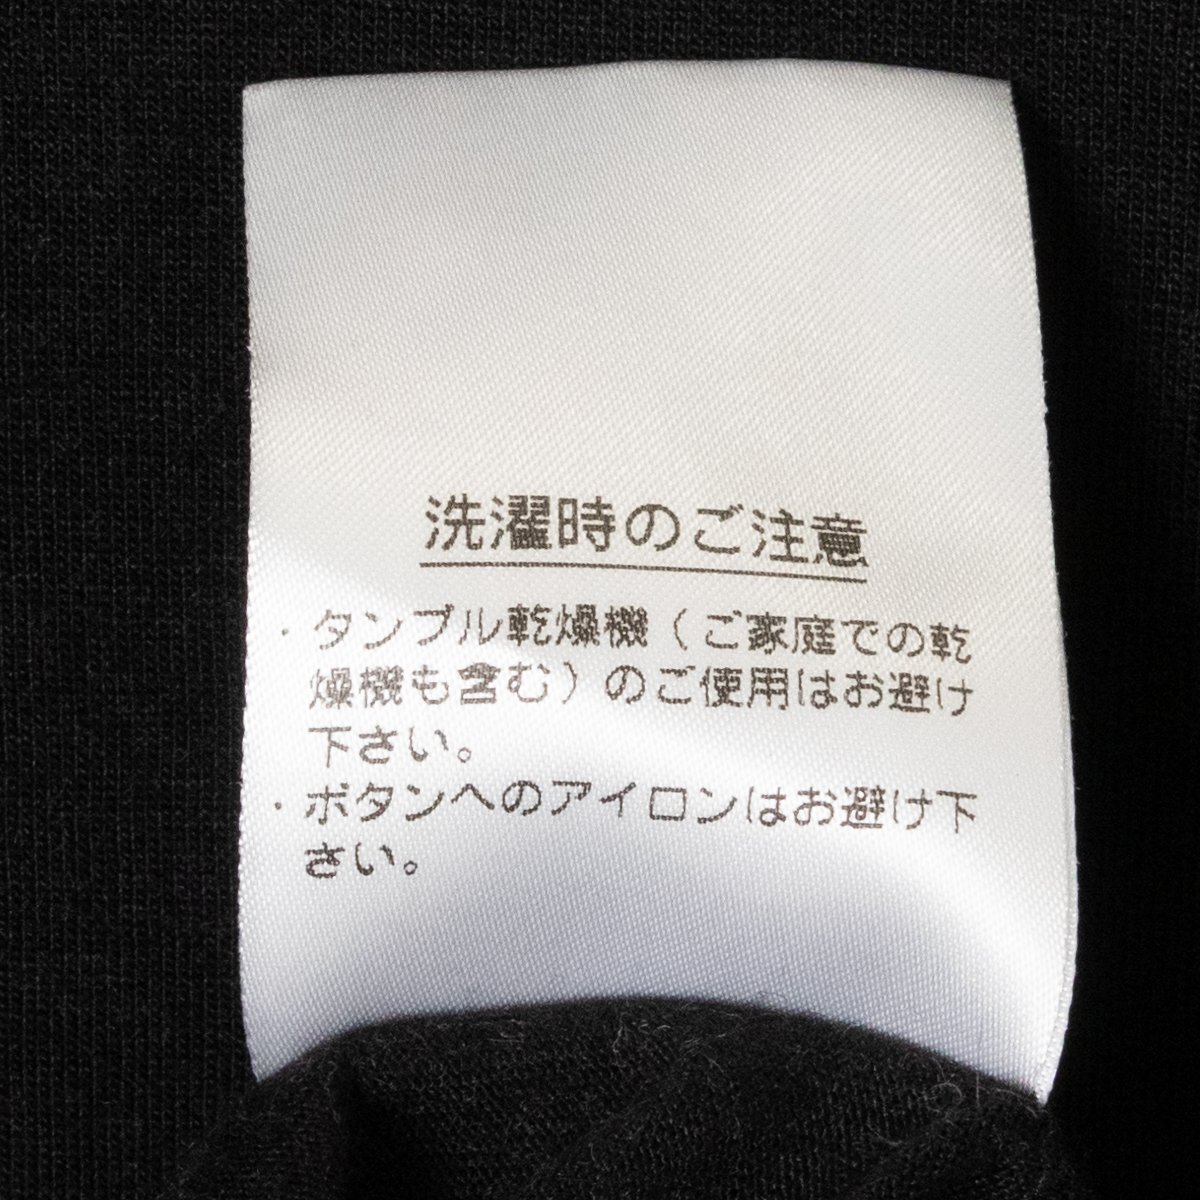 洗濯時のご注意
・タンブル乾燥機（ご家庭での乾
燥機も含む）のご使用はお避け
下さい。
・ボタンへのアイロンはお避け下
さい。